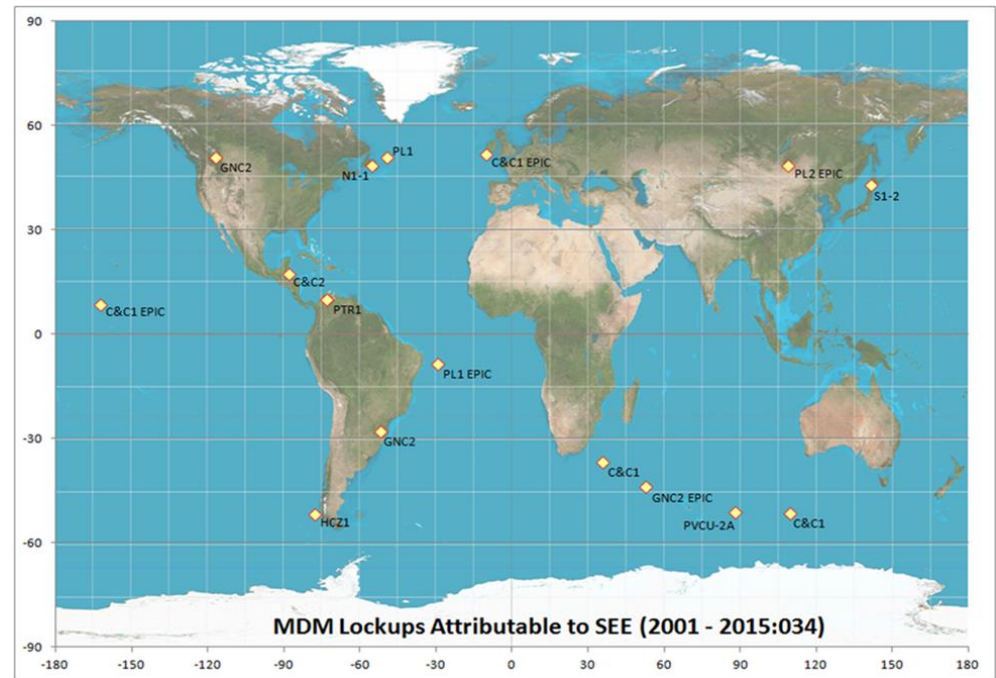 90
60
30
0
-30
-60
-90
PL1
C&C1 EPIC
GNC2
N1-1
PL2 EPIC
S1-2
C&C2
C&C1 EPIC
PTR1
PL1 EPIC
GNC2
C&C1
GNC2 EPIC
HCZ1
PVCU-2A
C&C1
MDM Lockups Attributable to SEE (2001 - 2015:034)
-180 -150 -120 -90 -60 -30 0 30 60 90 120 150 180